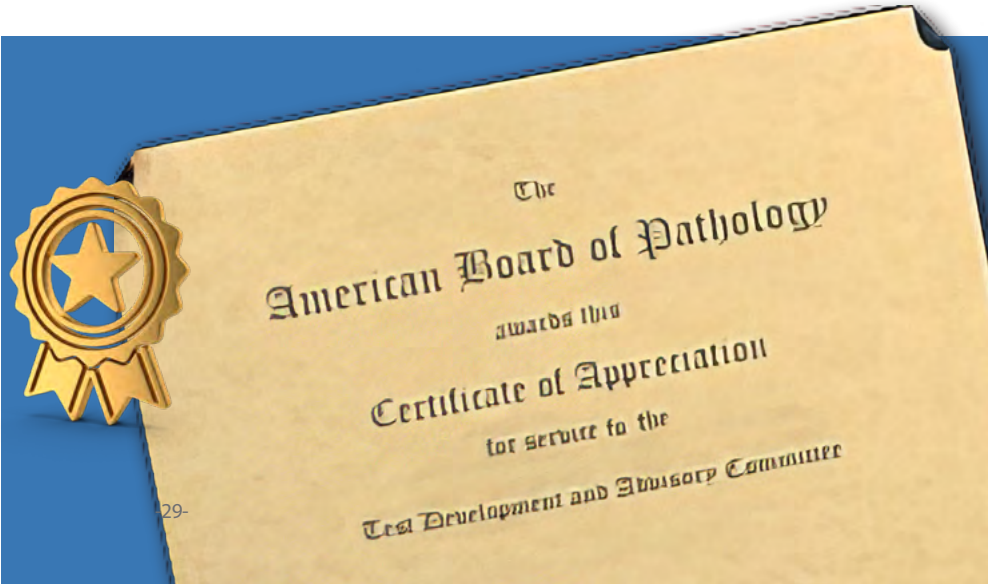 The
American Board of Pathology
awards this
Certificate of Appreciation
for service to the
Test Development and Advisory Committee
-29-